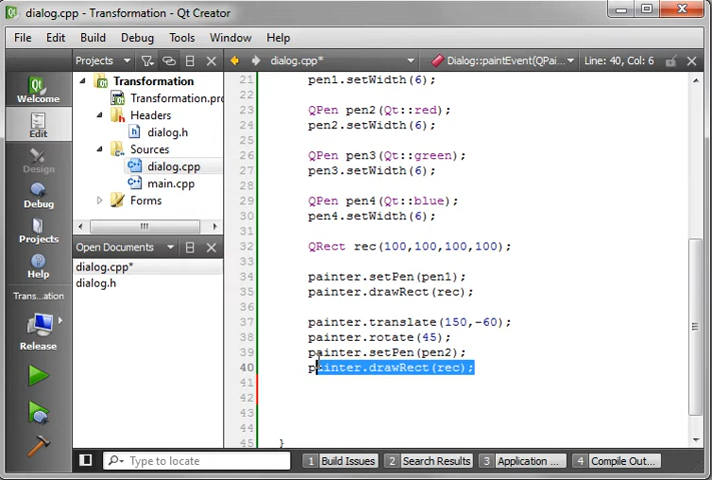 dialog.cpp - Transformation - Qt Creator
File Edit Build Debug Tools Window Help
Projects dialog.cpp* Dialog::paintEvent(QPa... Line: 40, Col: 6
Welcome
Edit
Design
Debug
Projects
Help
Trans...ation
Release
Transformation
Transformation.pro
Headers
dialog.h
Sources
dialog.cpp
main.cpp
Forms
Open Documents
dialog.cpp*
dialog.h
21 pen1.setWidth(6);
22
23 QPen pen2(Qt::red);
24 pen2.setWidth(6);
25
26 QPen pen3(Qt::green);
27 pen3.setWidth(6);
28
29 QPen pen4(Qt::blue);
30 pen4.setWidth(6);
31
32 QRect rec(100,100,100,100);
33
34 painter.setPen(pen1);
35 painter.drawRect(rec);
36
37 painter.translate(150,-60);
38 painter.rotate(45);
39 painter.setPen(pen2);
40 painter.drawRect(rec);
41
42
43
44
45 }
Type to locate 1 Build Issues 2 Search Results 3 Application ... 4 Compile Out...